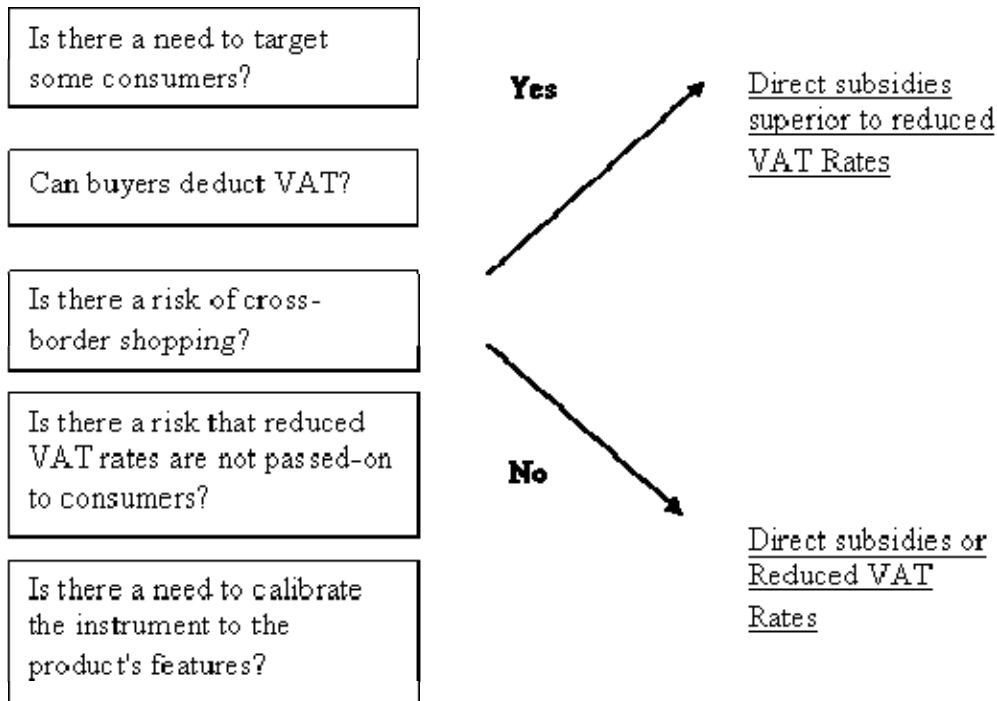 Is there a need to target
some consumers?
Can buyers deduct VAT?
Is there a risk of cross-
border shopping?
Is there a risk that reduced
VAT rates are not passed-on
to consumers?
Is there a need to calibrate
the instrument to the
product's features?
Yes
No
Direct subsidies
superior to reduced
VAT Rates
Direct subsidies or
Reduced VAT
Rates